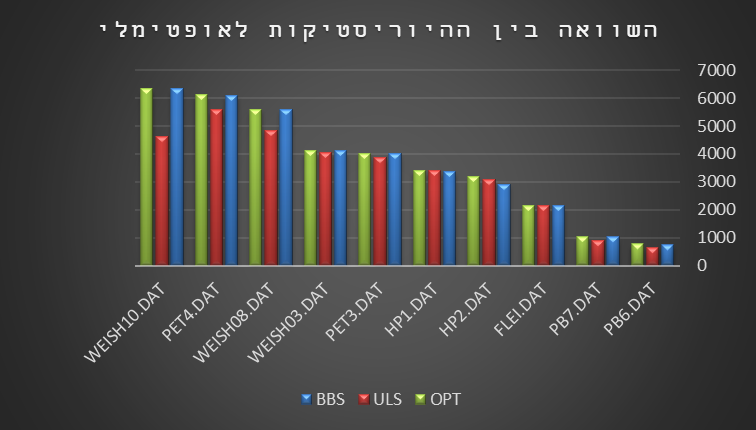 השוואה בין ההיוריסטיקות לאופטימלי
7000
6000
5000
4000
3000
2000
1000
0
WEISH10.DAT
PET4.DAT
WEISH08.DAT
WEISH03.DAT
PET3.DAT
HP1.DAT
HP2.DAT
FLEI.DAT
PB7.DAT
PB6.DAT
BBS ULS OPT